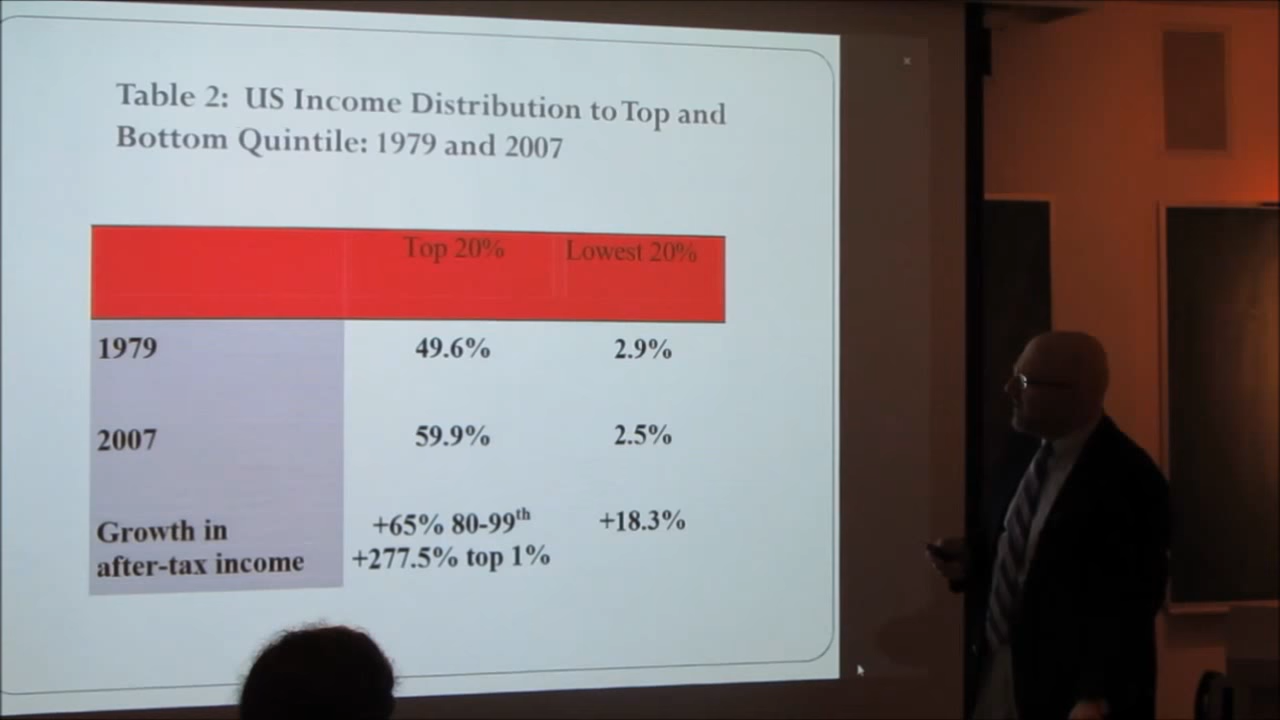 Table 2: US Income Distribution to Top and
Bottom Quintile: 1979 and 2007
Top 20% Lowest 20%
1979 49.6% 2.9%
2007 59.9% 2.5%
Growth in
after-tax income
+65% 80-99th
+277.5% top 1%
+18.3%